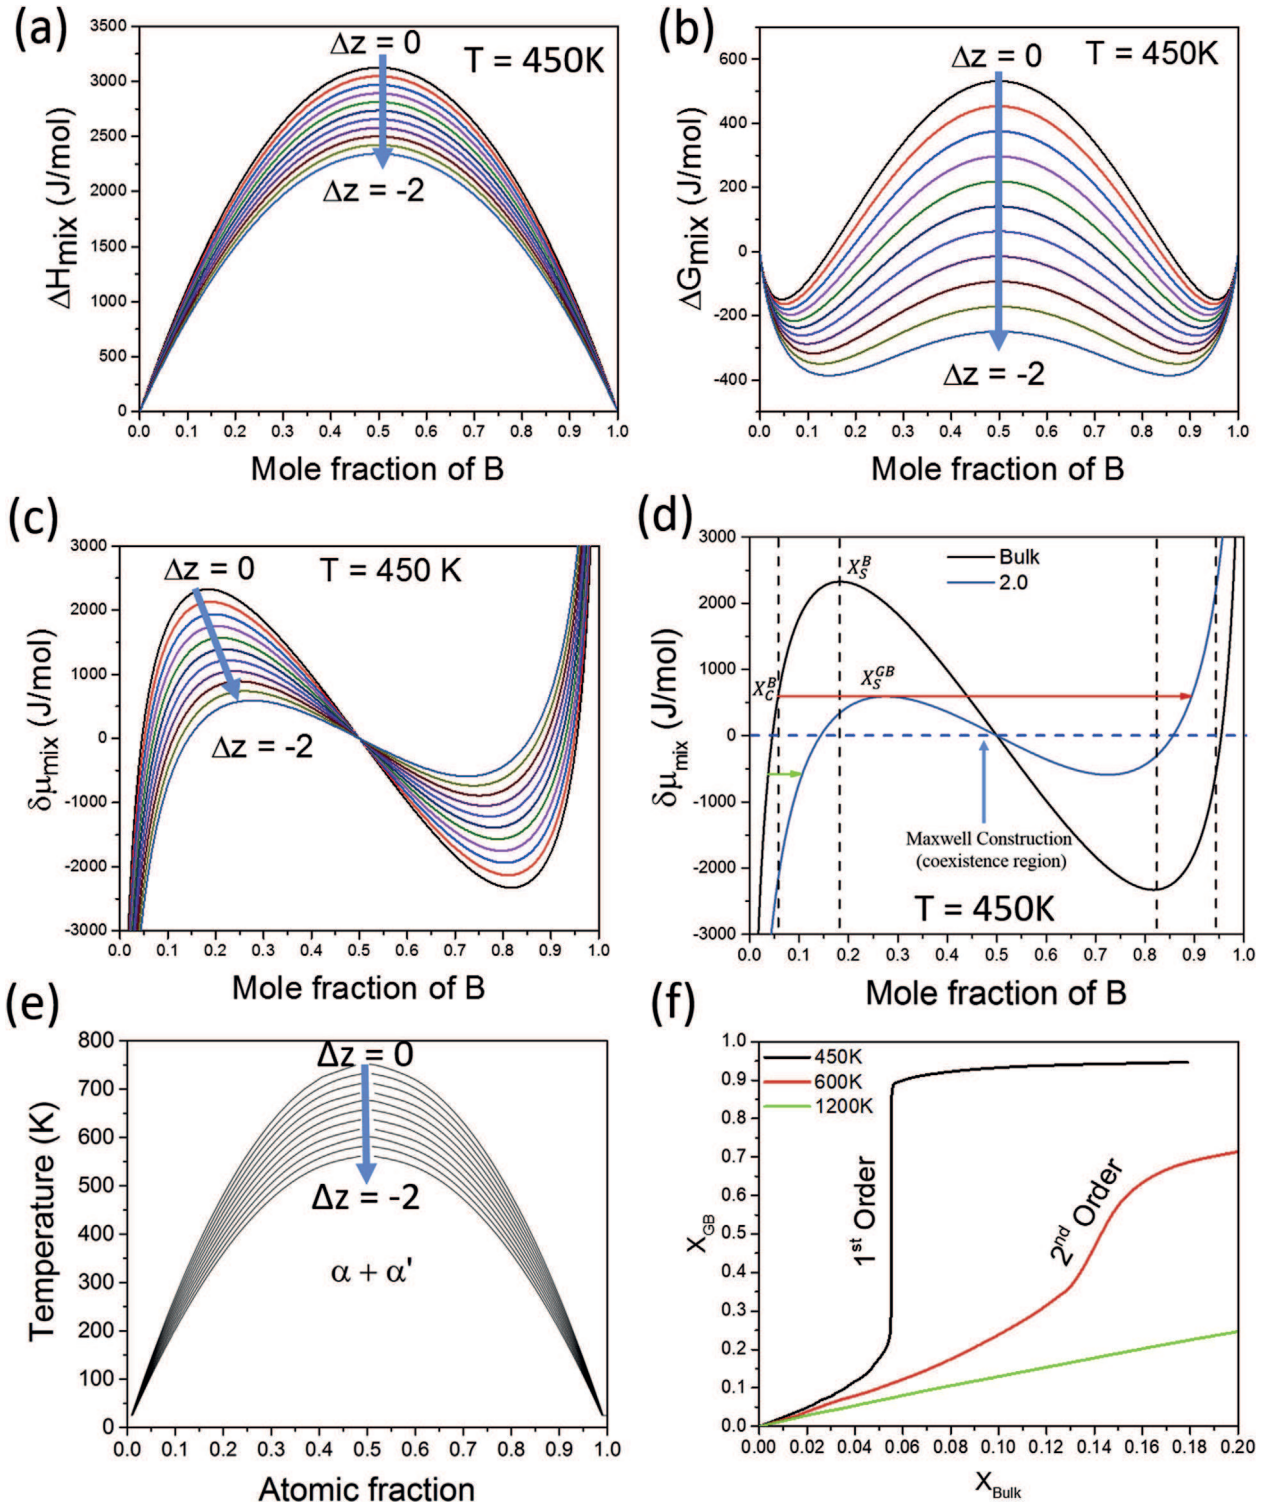 (a)
Δz = 0
T = 450K
3500
3000
2500
2000
1500
1000
500
0
ΔHmix (J/mol)
Δz = -2
0.0 0.1 0.2 0.3 0.4 0.5 0.6 0.7 0.8 0.9 1.0
Mole fraction of B
(b)
Δz = 0
T = 450K
600
400
200
0
-200
-400
ΔGmix (J/mol)
Δz = -2
0.0 0.1 0.2 0.3 0.4 0.5 0.6 0.7 0.8 0.9 1.0
Mole fraction of B
(c)
Δz = 0
T = 450 K
3000
2000
1000
0
-1000
-2000
-3000
δμmix (J/mol)
Δz = -2
0.0 0.1 0.2 0.3 0.4 0.5 0.6 0.7 0.8 0.9 1.0
Mole fraction of B
(d)
Bulk
2.0
3000
2000
1000
0
-1000
-2000
-3000
δμmix (J/mol)
X_S^B
X_S^GB
X_C^B
Maxwell Construction
(coexistence region)
T = 450K
0.0 0.1 0.2 0.3 0.4 0.5 0.6 0.7 0.8 0.9 1.0
Mole fraction of B
(e)
Δz = 0
800
700
600
500
400
300
200
100
0
Temperature (K)
Δz = -2
α + α'
0.0 0.1 0.2 0.3 0.4 0.5 0.6 0.7 0.8 0.9 1.0
Atomic fraction
(f)
450K
600K
1200K
1.0
0.9
0.8
0.7
0.6
0.5
0.4
0.3
0.2
0.1
0.0
X_GB
1st Order
2nd Order
0.00 0.02 0.04 0.06 0.08 0.10 0.12 0.14 0.16 0.18 0.20
X_Bulk